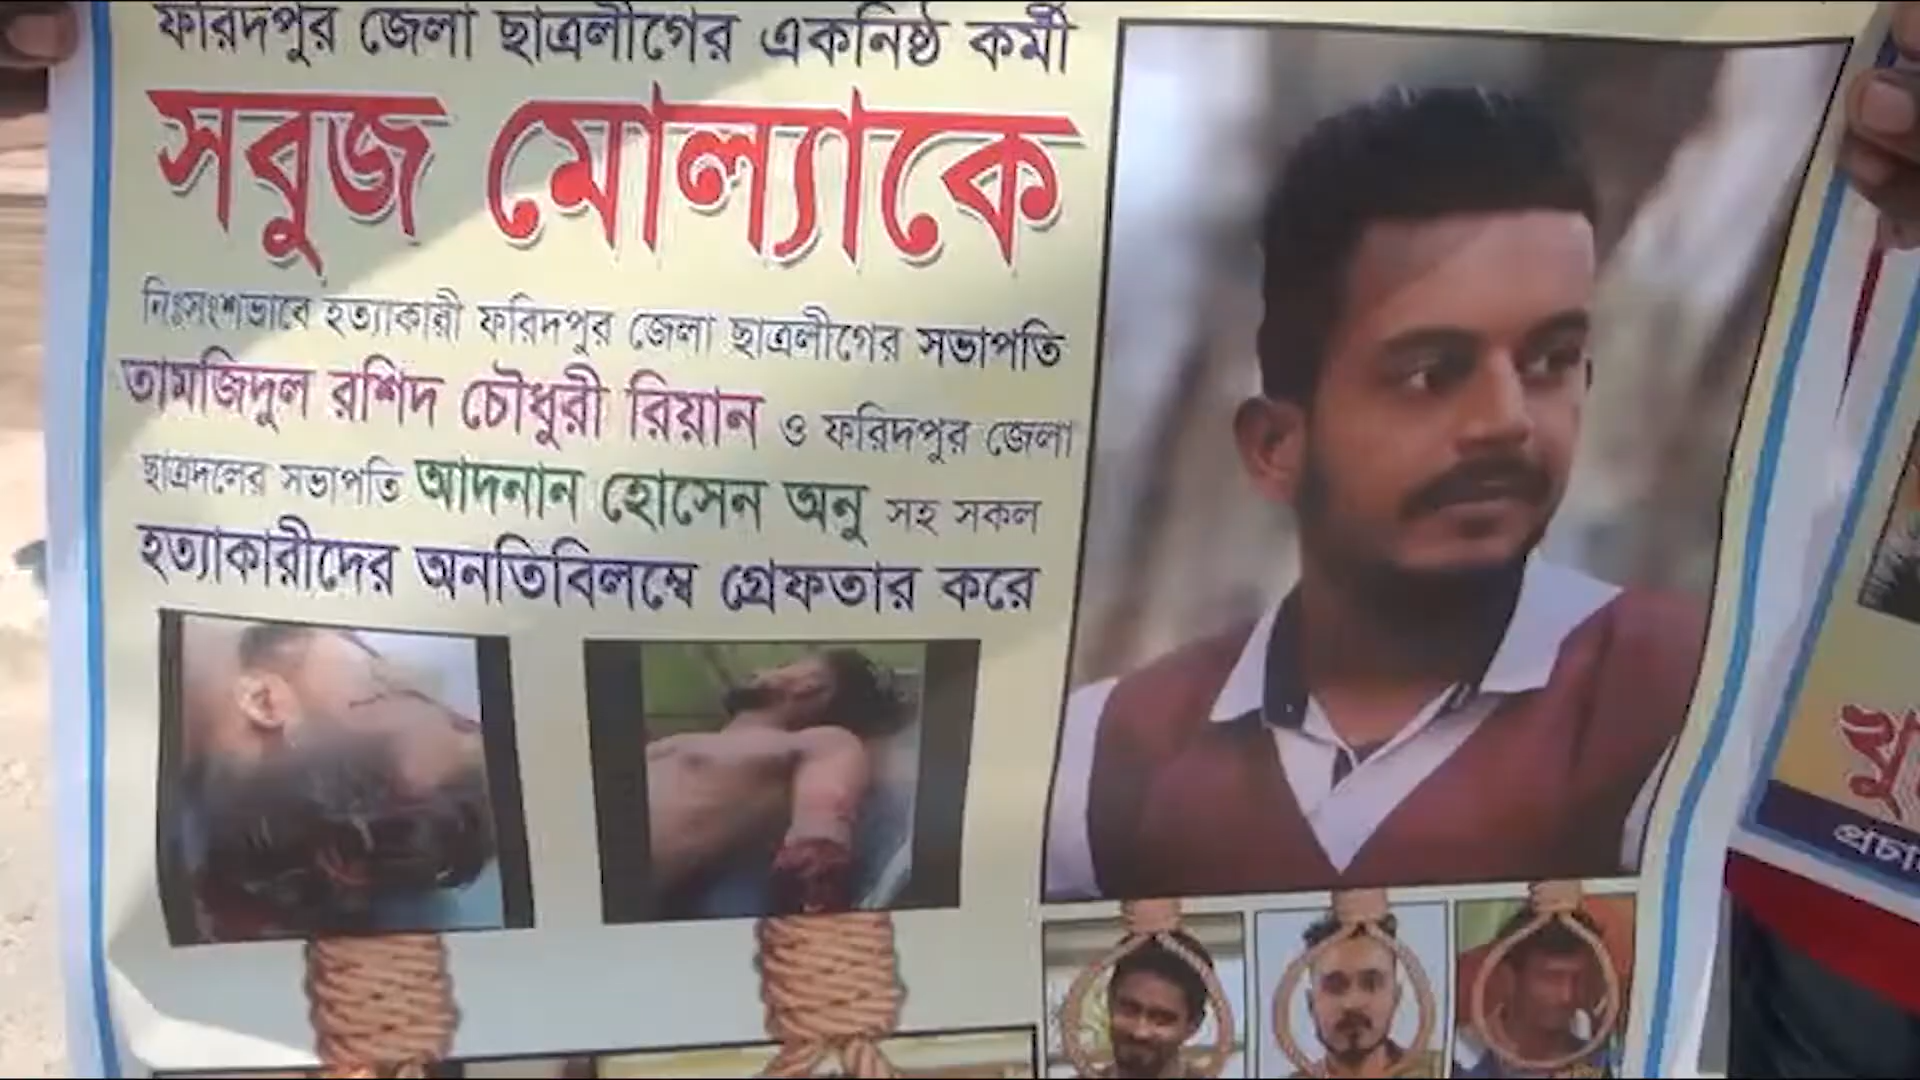 ফরিদপুর জেলা ছাত্রলীগের একনিষ্ঠ কর্মী
সবুজ মোল্যাকে
নিঃসংশভাবে হত্যাকারী ফরিদপুর জেলা ছাত্রলীগের সভাপতি
তামজিদুল রশিদ চৌধুরী রিয়ান ও ফরিদপুর জেলা
ছাত্রদলের সভাপতি আদনান হোসেন অনু সহ সকল
হত্যাকারীদের অনতিবিলম্বে গ্রেফতার করে